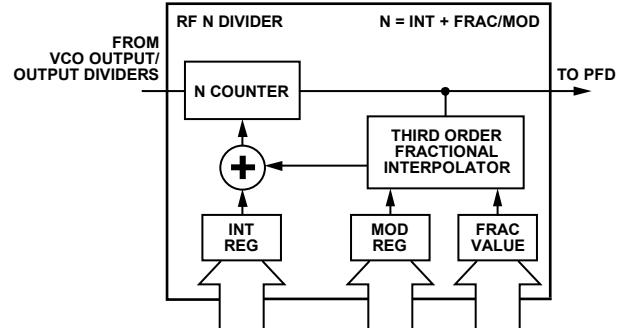 RF N DIVIDER
N = INT + FRAC/MOD
FROM
VCO OUTPUT/
OUTPUT DIVIDERS
TO PFD
N COUNTER
THIRD ORDER
FRACTIONAL
INTERPOLATOR
+
INT
REG
MOD
REG
FRAC
VALUE